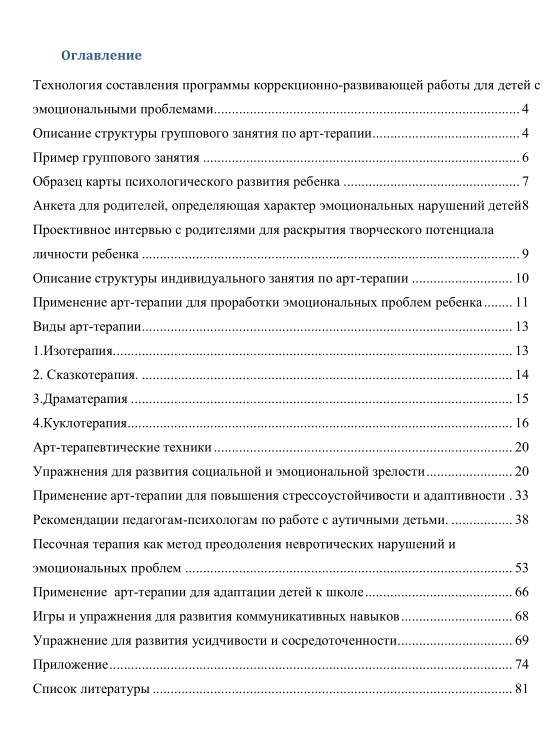 Оглавление
Технология составления программы коррекционно-развивающей работы для детей с
эмоциональными проблемами........................................................................................ 4
Описание структуры группового занятия по арт-терапии......................................... 4
Пример группового занятия ........................................................................................... 6
Образец карты психологического развития ребенка ................................................. 7
Анкета для родителей, определяющая характер эмоциональных нарушений детей8
Проективное интервью с родителями для раскрытия творческого потенциала
личности ребенка ............................................................................................................. 9
Описание структуры индивидуального занятия по арт-терапии ............................. 10
Применение арт-терапии для проработки эмоциональных проблем ребенка........ 11
Виды арт-терапии........................................................................................................... 13
1.Изотерапия.................................................................................................................... 13
2. Сказкотерапия. ............................................................................................................ 14
3.Драматерапия ............................................................................................................... 15
4.Куклотерапия................................................................................................................ 16
Арт-терапевтические техники ...................................................................................... 20
Упражнения для развития социальной и эмоциональной зрелости......................... 20
Применение арт-терапии для повышения стрессоустойчивости и адаптивности . 33
Рекомендации педагогам-психологам по работе с аутичными детьми. .................. 38
Песочная терапия как метод преодоления невротических нарушений и
эмоциональных проблем ............................................................................................... 53
Применение  арт-терапии для адаптации детей к школе........................................... 66
Игры и упражнения для развития коммуникативных навыков................................. 68
Упражнение для развития усидчивости и сосредоточенности.................................. 69
Приложение..................................................................................................................... 74
Список литературы ........................................................................................................ 81